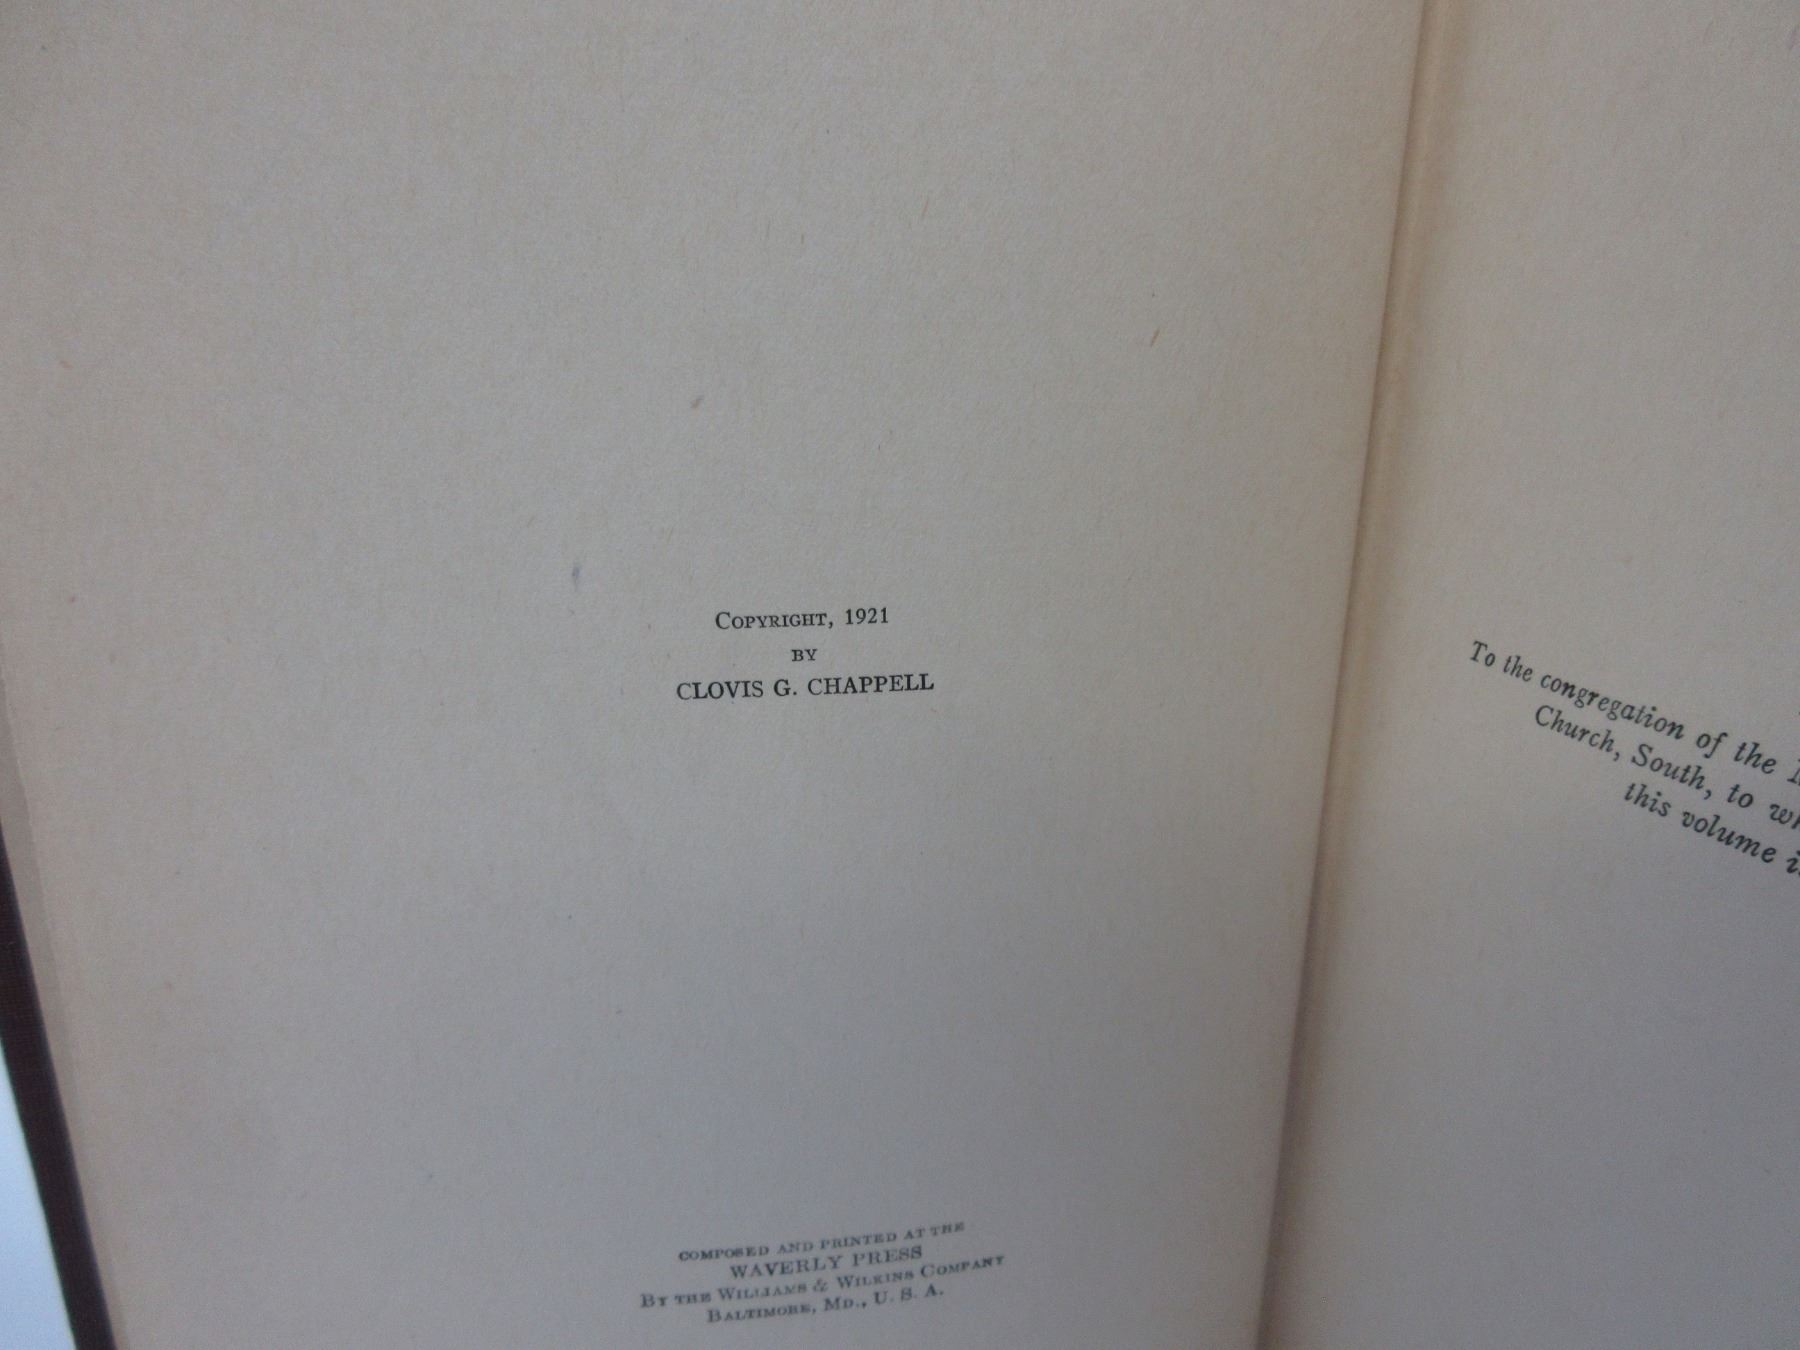 COPYRIGHT, 1921
BY
CLOVIS G. CHAPPELL
COMPOSED AND PRINTED AT THE
WAVERLY PRESS
BY THE WILLIAMS & WILKINS COMPANY
BALTIMORE, MD., U. S. A.
To the congregation of the
Church, South, to
this volume